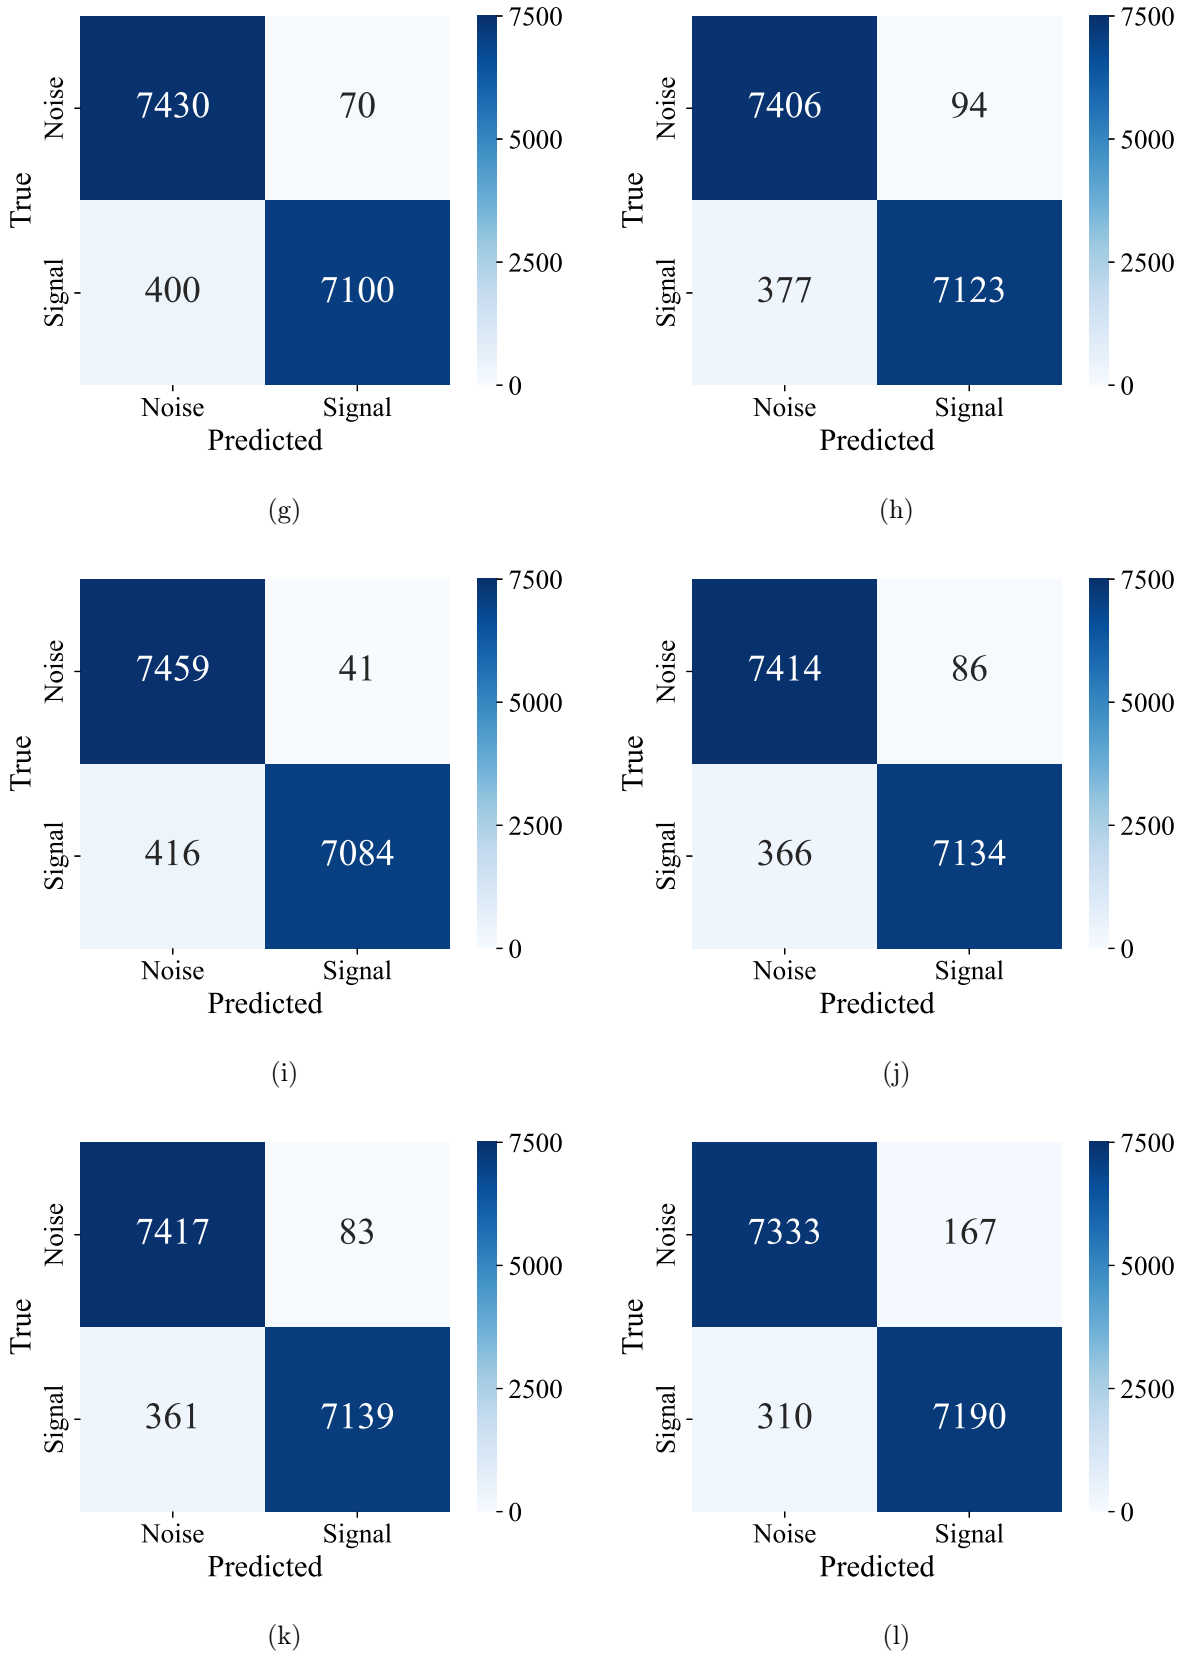 7430 70
400 7100
Noise
Signal
True
Noise Signal
Predicted
7500
5000
2500
0
(g)
7406 94
377 7123
Noise
Signal
True
Noise Signal
Predicted
7500
5000
2500
0
(h)
7459 41
416 7084
Noise
Signal
True
Noise Signal
Predicted
7500
5000
2500
0
(i)
7414 86
366 7134
Noise
Signal
True
Noise Signal
Predicted
7500
5000
2500
0
(j)
7417 83
361 7139
Noise
Signal
True
Noise Signal
Predicted
7500
5000
2500
0
(k)
7333 167
310 7190
Noise
Signal
True
Noise Signal
Predicted
7500
5000
2500
0
(l)